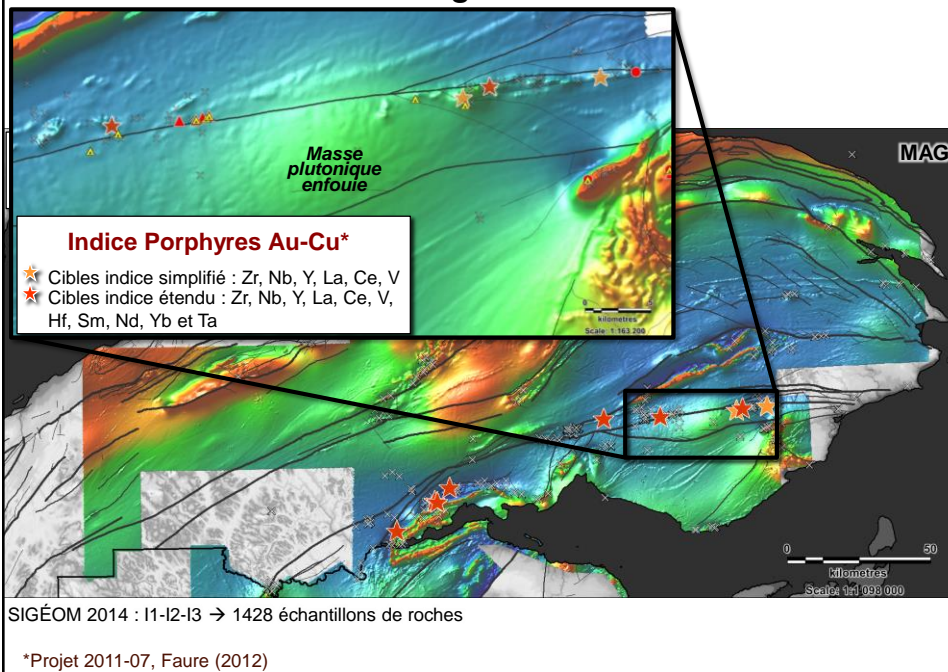 Masse
plutonique
enfouie
MAG
Indice Porphyres Au-Cu*
Cibles indice simplifié : Zr, Nb, Y, La, Ce, V
Cibles indice étendu : Zr, Nb, Y, La, Ce, V,
Hf, Sm, Nd, Yb et Ta
kilometres
Scale: 1:163 200
0 50
kilometres
Scale: 1:1 098 000
SIGÉOM 2014 : I1-I2-I3 → 1428 échantillons de roches
*Projet 2011-07, Faure (2012)